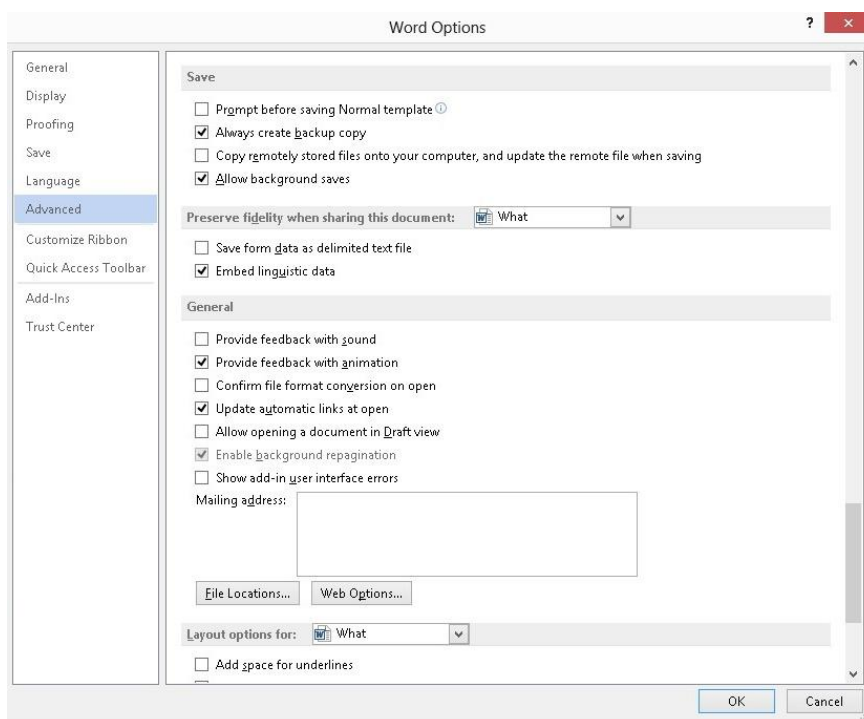 Word Options
?
General
Display
Proofing
Save
Language
Advanced
Customize Ribbon
Quick Access Toolbar
Add-Ins
Trust Center
Save
Prompt before saving Normal template
Always create backup copy
Copy remotely stored files onto your computer, and update the remote file when saving
Allow background saves
Preserve fidelity when sharing this document: What
Save form data as delimited text file
Embed linguistic data
General
Provide feedback with sound
Provide feedback with animation
Confirm file format conversion on open
Update automatic links at open
Allow opening a document in Draft view
Enable background repagination
Show add-in user interface errors
Mailing address:
File Locations... Web Options...
Layout options for: What
Add space for underlines
OK Cancel